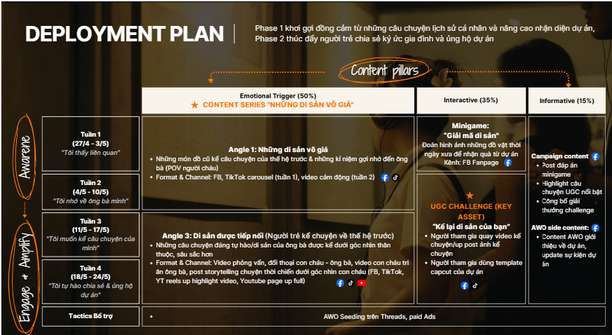 DEPLOYMENT PLAN
Phase 1 khơi gợi đồng cảm từ những câu chuyện lịch sử cá nhân và nâng cao nhận diện dự án,
Phase 2 thúc đẩy người trẻ chia sẻ ký ức gia đình và ủng hộ dự án
Content pillars
Emotional Trigger (50%)
★ CONTENT SERIES "NHỮNG DI SẢN VÔ GIÁ"
Interactive (35%)
Informative (15%)
Awarene
Tuần 1
(27/4 - 3/5)
"Tôi thấy liên quan"
Tuần 2
(4/5 - 10/5)
"Tôi nhớ về ông bà mình"
Angle 1: Những di sản vô giá
• Những món đồ cũ kể câu chuyện của thế hệ trước & những kỉ niệm gợi nhớ đến
ông bà (POV người cháu)
• Format & Channel: FB, TikTok carousel (tuần 1), video cảm động (tuần 2)
Minigame:
"Giải mã di sản"
Đoán hình ảnh những đồ vật thời
ngày xưa để nhận quà từ dự án
Kênh: FB Fanpage
Campaign content
• Post đáp án
minigame
• Highlight câu
chuyện UGC nổi bật
• Công bố giải
thưởng challenge
AWO side content:
• Content AWO giới
thiệu về dự án,
update sự kiện dự
án
Engage & Amplify
Tuần 3
(11/5 - 17/5)
"Tôi muốn kể câu chuyện của
mình"
Tuần 4
(18/5 - 24/5)
"Tôi tự hào chia sẻ & ủng hộ
dự án"
Angle 3: Di sản được tiếp nối (Người trẻ kể chuyện về thế hệ trước)
• Những câu chuyện đáng tự hào/di sản của ông bà được kể dưới góc nhìn thân
thuộc, sâu sắc hơn
• Format & Channel: Video phỏng vấn, đối thoại con cháu - ông bà, video con cháu tri
ân ông bà, post storytelling chuyện thời chiến dưới góc nhìn con cháu (FB, TikTok,
YT reels up highlight video, Youtube page up full)
★
UGC CHALLENGE (KEY
ASSET)
"Kể lại di sản của bạn"
• Người tham gia quay video kể
chuyện/up post ảnh kể
chuyện
• Người tham gia dùng template
capcut của dự án
Tactics Bổ trợ
• AWO Seeding trên Threads, paid Ads